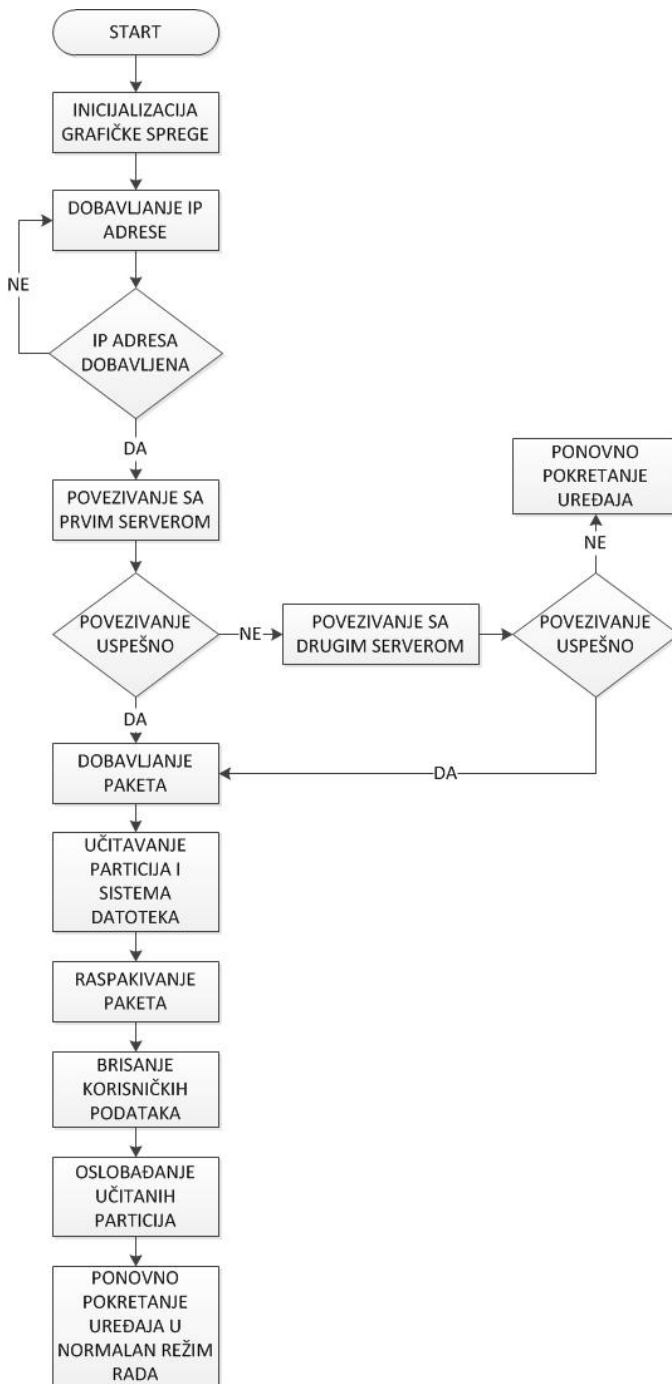 START
INICIJALIZACIJA
GRAFIČKE SPREGE
DOBAVLJANJE IP
ADRESE
NE
IP ADRESA
DOBAVLJENA
DA
POVEZIVANJE SA
PRVIM SERVEROM
POVEZIVANJE
USPEŠNO
NE
POVEZIVANJE SA
DRUGIM SERVEROM
POVEZIVANJE
USPEŠNO
NE
PONOVNO
POKRETANJE
UREĐAJA
DA
DA
DOBAVLJANJE
PAKETA
UČITAVANJE
PARTICIJA I
SISTEMA
DATOTEKA
RASPAKIVANJE
PAKETA
BRISANJE
KORISNIČKIH
PODATAKA
OSLOBAĐANJE
UČITANIH
PARTICIJA
PONOVNO
POKRETANJE
UREĐAJA U
NORMALAN REŽIM
RADA